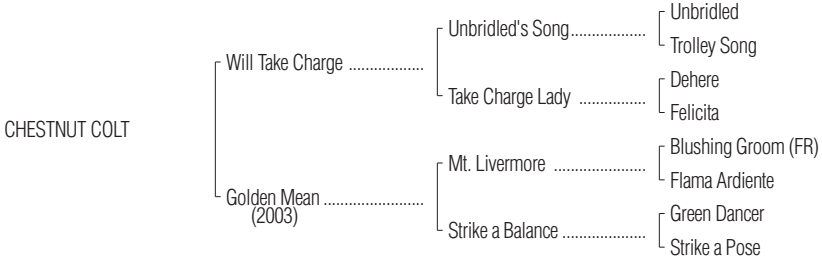 Unbridled
Unbridled's Song..................
Trolley Song
Will Take Charge ..................
Dehere
Take Charge Lady ................
Felicita
CHESTNUT COLT
Blushing Groom (FR)
Mt. Livermore ......................
Flama Ardiente
Golden Mean ........................
(2003)
Green Dancer
Strike a Balance ....................
Strike a Pose